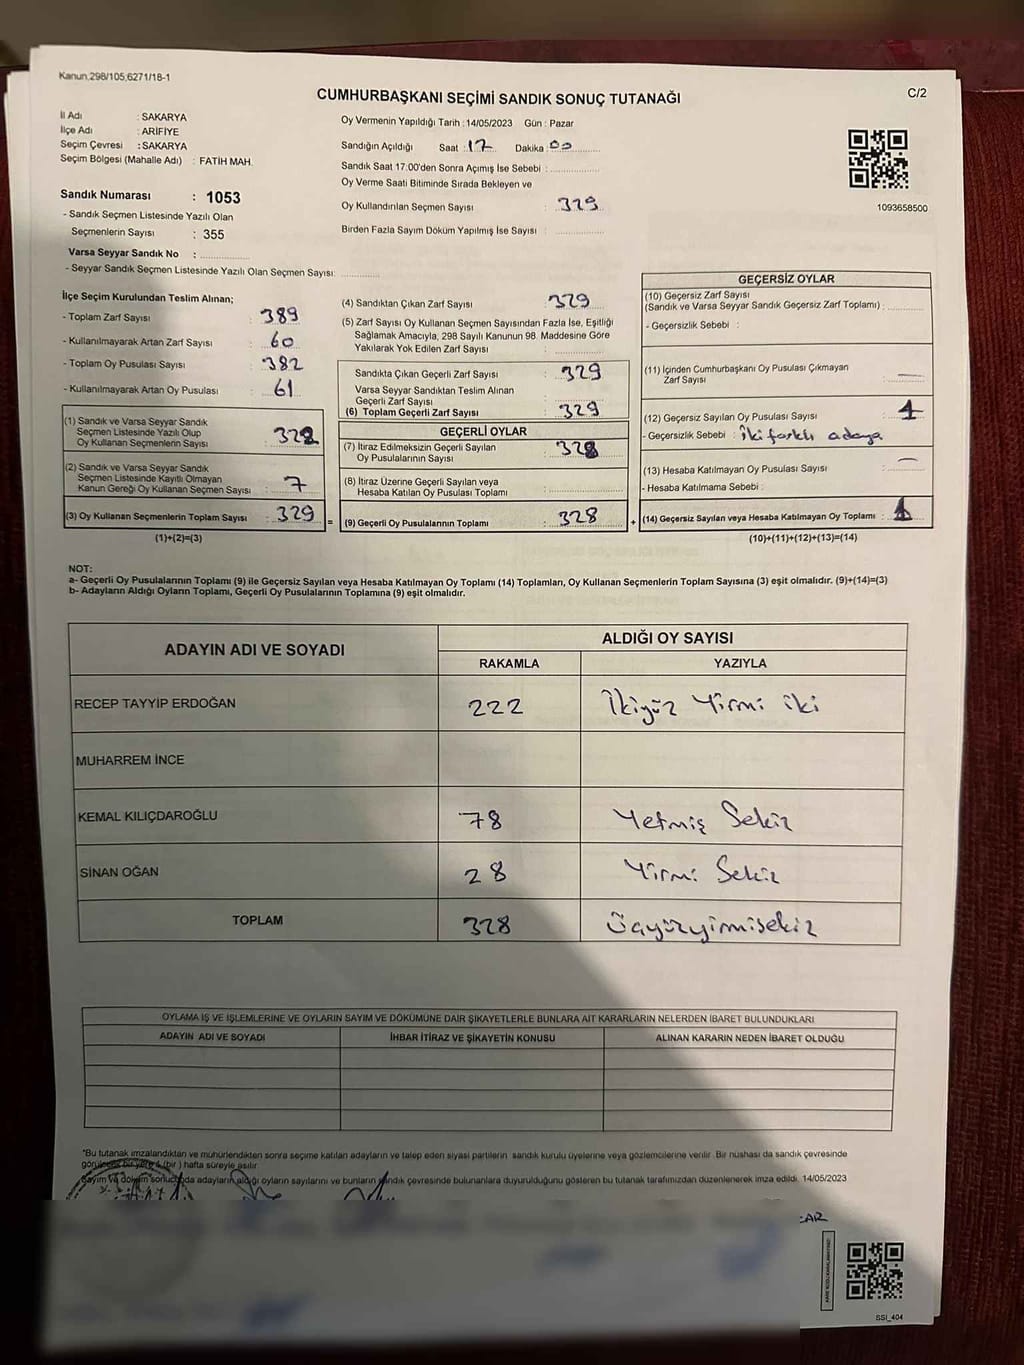 Kanun,298/105,6271/18-1
C/2
CUMHURBAŞKANI SEÇİMİ SANDIK SONUÇ TUTANAĞI
İl Adı : SAKARYA
İlçe Adı : ARİFİYE
Seçim Çevresi : SAKARYA
Seçim Bölgesi (Mahalle Adı) : FATİH MAH.
Sandık Numarası : 1053
- Sandık Seçmen Listesinde Yazılı Olan
Seçmenlerin Sayısı : 355
Varsa Seyyar Sandık No :
- Seyyar Sandık Seçmen Listesinde Yazılı Olan Seçmen Sayısı:
Oy Vermenin Yapıldığı Tarih : 14/05/2023 Gün : Pazar
Sandığın Açıldığı Saat : 17 Dakika : 00
Sandık Saat 17:00'den Sonra Açımış İse Sebebi :
Oy Verme Saati Bitiminde Sırada Bekleyen ve
Oy Kullandırılan Seçmen Sayısı : 329
Birden Fazla Sayım Döküm Yapılmış İse Sayısı :
1093658500
İlçe Seçim Kurulundan Teslim Alınan;
- Toplam Zarf Sayısı : 389
- Kullanılmayarak Artan Zarf Sayısı : 60
- Toplam Oy Pusulası Sayısı : 382
- Kullanılmayarak Artan Oy Pusulası : 61
(1) Sandık ve Varsa Seyyar Sandık
Seçmen Listesinde Yazılı Olup
Oy Kullanan Seçmenlerin Sayısı :
(2) Sandık ve Varsa Seyyar Sandık
Seçmen Listesinde Kayıtlı Olmayan
Kanun Gereği Oy Kullanan Seçmen Sayısı : 7
(3) Oy Kullanan Seçmenlerin Toplam Sayısı : 329
(1)+(2)=(3)
(4) Sandıktan Çıkan Zarf Sayısı : 329
(5) Zarf Sayısı Oy Kullanan Seçmen Sayısından Fazla İse, Eşitliği
Sağlamak Amacıyla, 298 Sayılı Kanunun 98. Maddesine Göre
Yakılarak Yok Edilen Zarf Sayısı :
Sandıkta Çıkan Geçerli Zarf Sayısı : 329
Varsa Seyyar Sandıktan Teslim Alınan
Geçerli Zarf Sayısı :
(6) Toplam Geçerli Zarf Sayısı : 329
GEÇERLİ OYLAR
(7) İtiraz Edilmeksizin Geçerli Sayılan
Oy Pusulalarının Sayısı : 328
(8) İtiraz Üzerine Geçerli Sayılan veya
Hesaba Katılan Oy Pusulası Toplamı :
= (9) Geçerli Oy Pusulalarının Toplamı : 328
GEÇERSİZ OYLAR
(10) Geçersiz Zarf Sayısı
(Sandık ve Varsa Seyyar Sandık Geçersiz Zarf Toplamı) :
- Geçersizlik Sebebi :
(11) İçinden Cumhurbaşkanı Oy Pusulası Çıkmayan
Zarf Sayısı : —
(12) Geçersiz Sayılan Oy Pusulası Sayısı : 1
- Geçersizlik Sebebi : İki farklı adaya
(13) Hesaba Katılmayan Oy Pusulası Sayısı : —
- Hesaba Katılmama Sebebi :
+ (14) Geçersiz Sayılan veya Hesaba Katılmayan Oy Toplamı : 1
(10)+(11)+(12)+(13)=(14)
NOT:
a- Geçerli Oy Pusulalarının Toplamı (9) ile Geçersiz Sayılan veya Hesaba Katılmayan Oy Toplamı (14) Toplamları, Oy Kullanan Seçmenlerin Toplam Sayısına (3) eşit olmalıdır. (9)+(14)=(3)
b- Adayların Aldığı Oyların Toplamı, Geçerli Oy Pusulalarının Toplamına (9) eşit olmalıdır.
ADAYIN ADI VE SOYADI
ALDIĞI OY SAYISI
RAKAMLA YAZIYLA
RECEP TAYYİP ERDOĞAN 222 İkiyüz Yirmi iki
MUHARREM İNCE
KEMAL KILIÇDAROĞLU 78 Yetmiş Sekiz
SİNAN OĞAN 28 Yirmi Sekiz
TOPLAM 328 Üçyüzyirmisekiz
OYLAMA İŞ VE İŞLEMLERİNE VE OYLARIN SAYIM VE DÖKÜMÜNE DAİR ŞİKAYETLERLE BUNLARA AİT KARARLARIN NELERDEN İBARET BULUNDUKLARI
ADAYIN ADI VE SOYADI İHBAR İTİRAZ VE ŞİKAYETİN KONUSU ALINAN KARARIN NEDEN İBARET OLDUĞU
*Bu tutanak imzalandıktan ve mühürlendikten sonra seçime katılan adayların ve talep eden siyasi partilerin sandık kurulu üyelerine veya gözlemcilerine verilir. Bir nüshası da sandık çevresinde
görülecek bir yere 1 (bir) hafta süreyle asılır.
Sayım ve döküm sonucunda adayların aldığı oyların sayılarını ve bunların sandık çevresinde bulunanlara duyurulduğunu gösteren bu tutanak tarafımızdan düzenlenerek imza edildi. 14/05/2023
SSI_404